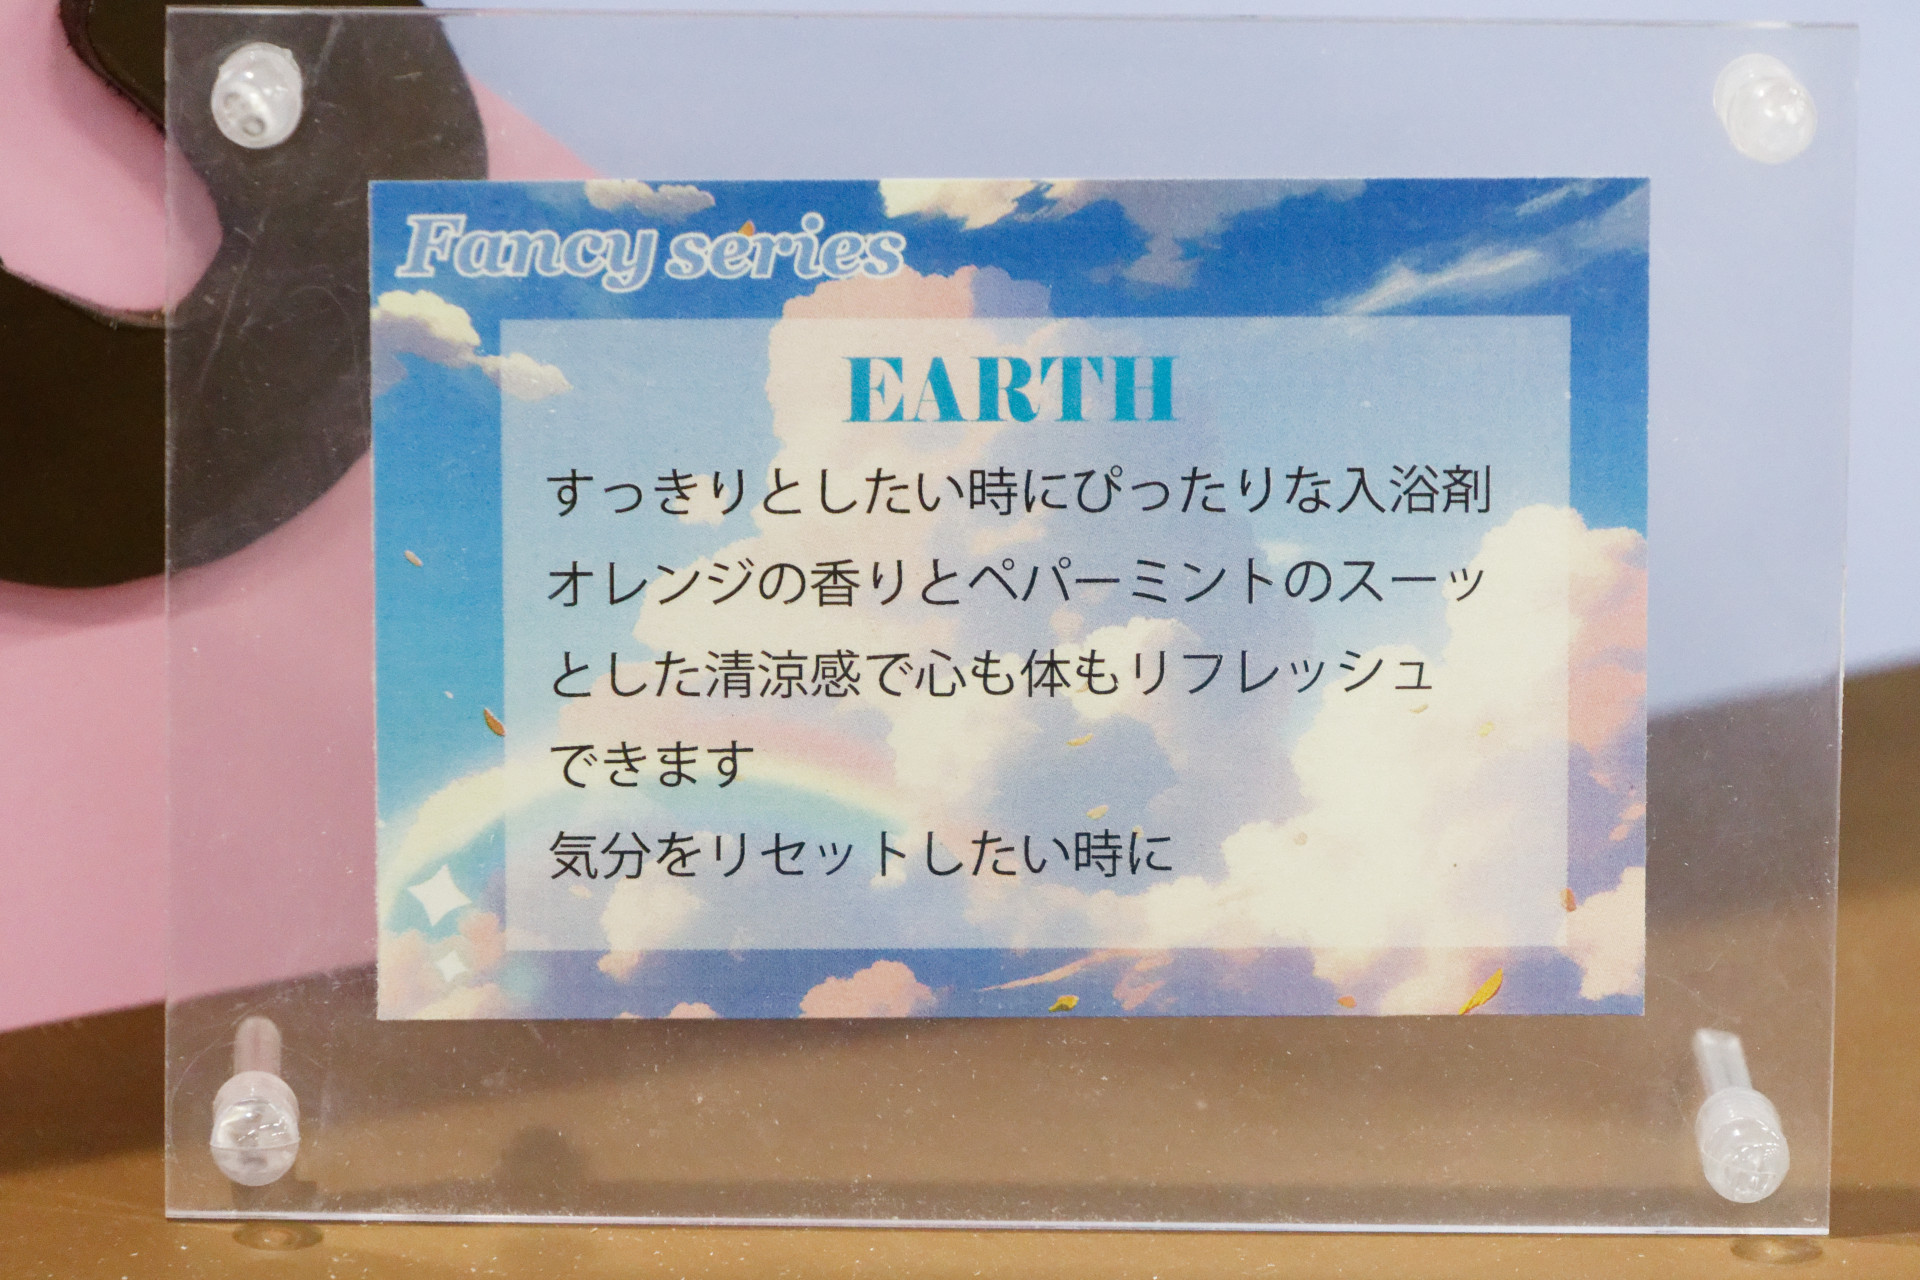 Fancy series
EARTH
すっきりとしたい時にぴったりな入浴剤
オレンジの香りとペパーミントのスーッ
とした清涼感で心も体もリフレッシュ
できます
気分をリセットしたい時に